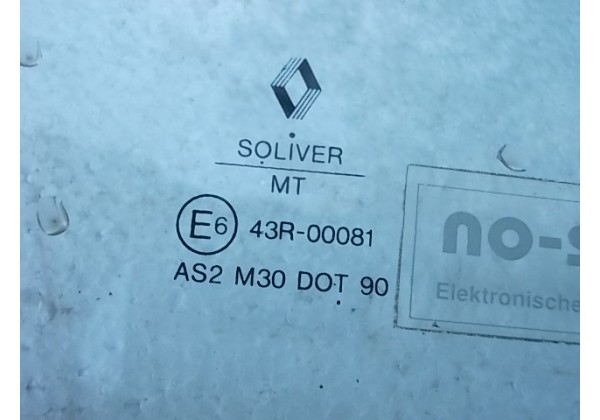 SOLIVER
MT
E6 43R-00081
AS2 M30 DOT 90
no-
Elektronische